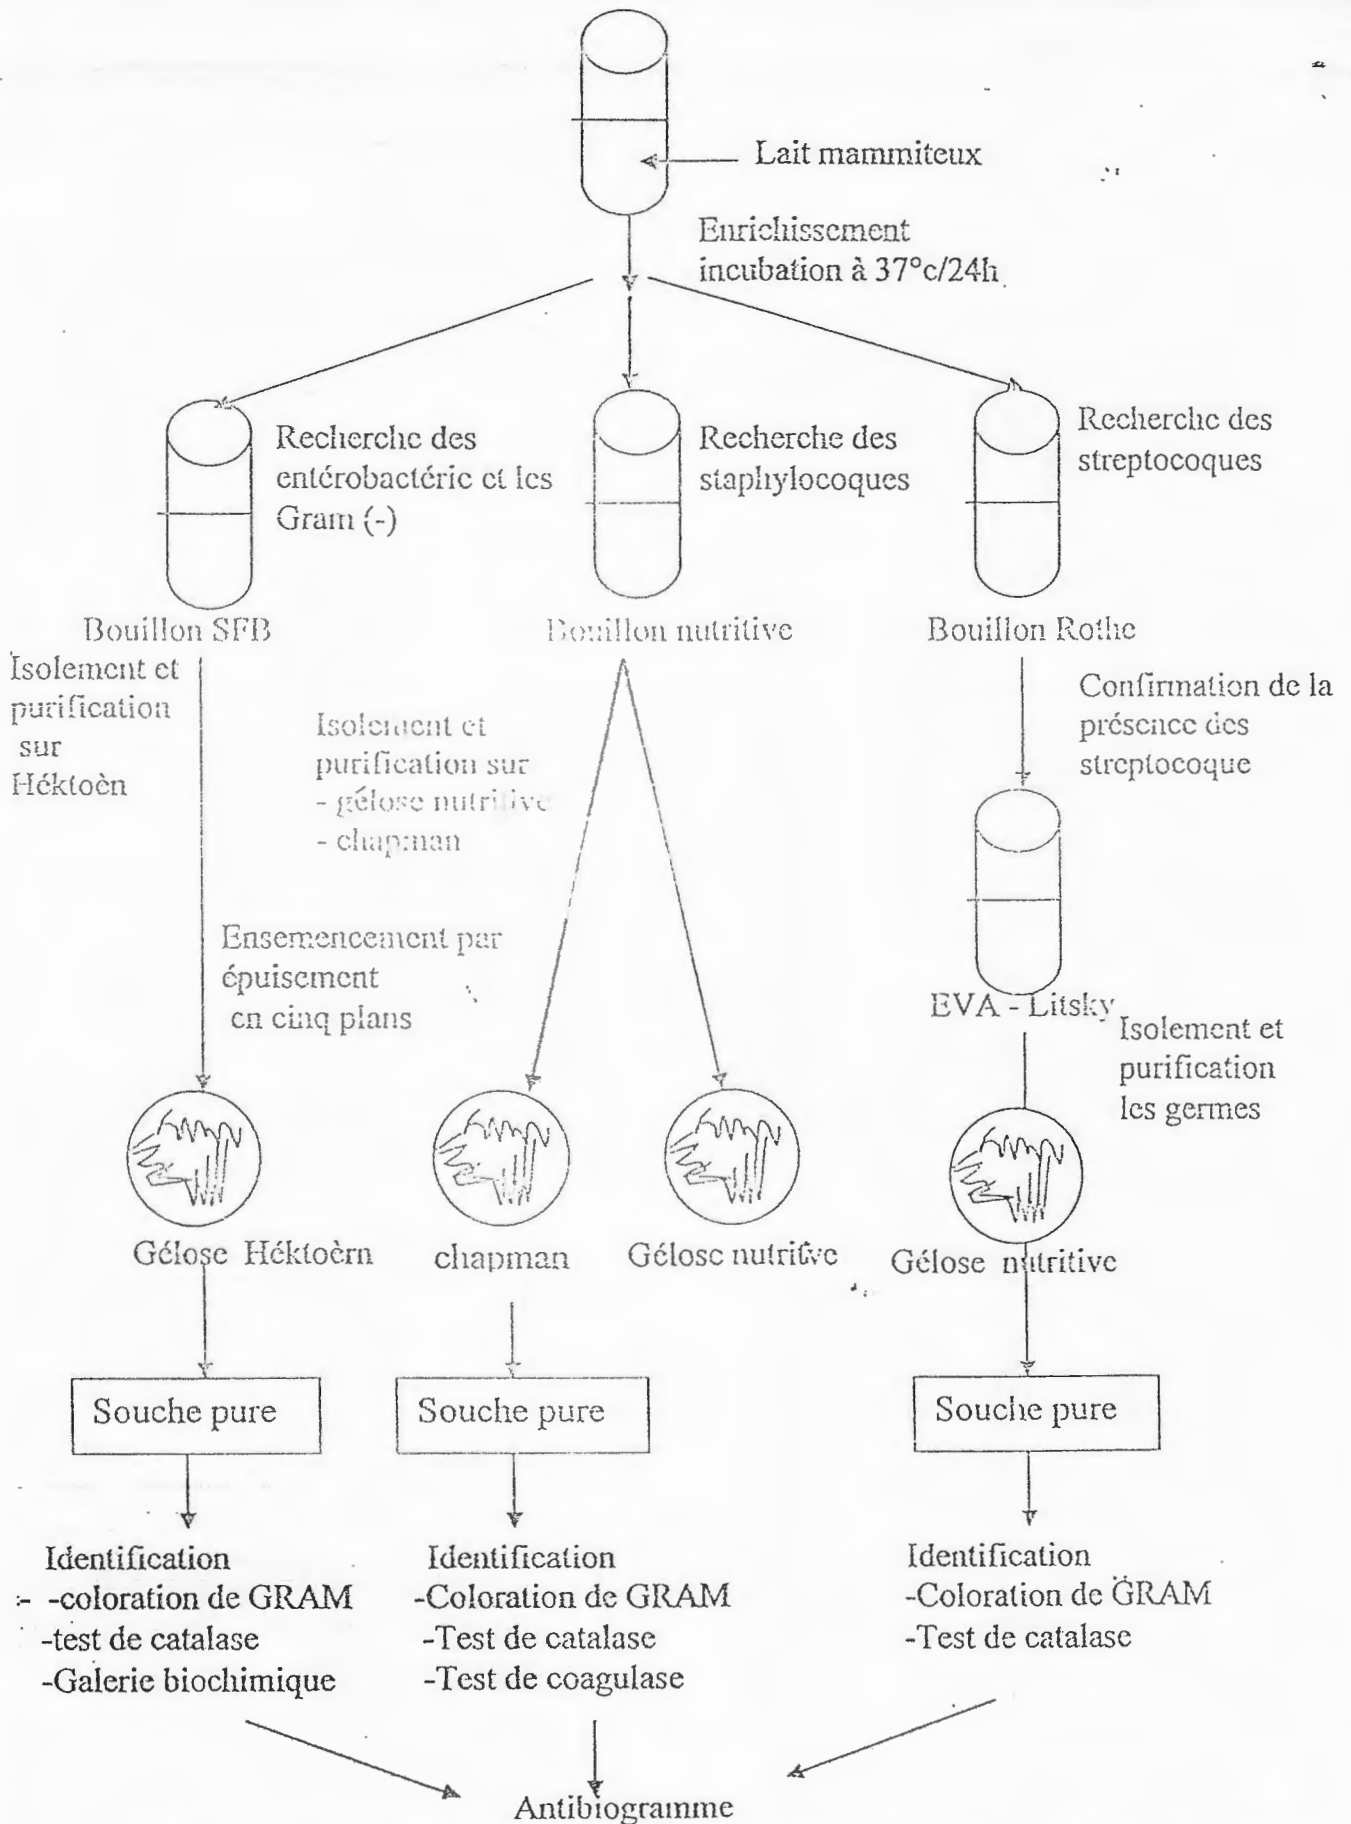 Lait mammiteux
Enrichissement
incubation à 37°c/24h
Recherche des
entérobactéric et les
Gram (-)
Recherche des
staphylocoques
Recherche des
streptocoques
Bouillon SFB
Bouillon nutritive
Bouillon Rothe
Isolement et
purification
sur
Héktoèn
Isolement et
purification sur
- gélose nutritive
- chapman
Confirmation de la
présence des
streptocoque
Ensemencement par
épuisement
en cinq plans
EVA - Litsky
Isolement et
purification
les germes
Gélose Héktoèrn
chapman
Gélose nutritive
Gélose nutritive
Souche pure
Souche pure
Souche pure
Identification
-coloration de GRAM
-test de catalase
-Galerie biochimique
Identification
-Coloration de GRAM
-Test de catalase
-Test de coagulase
Identification
-Coloration de GRAM
-Test de catalase
Antibiogramme